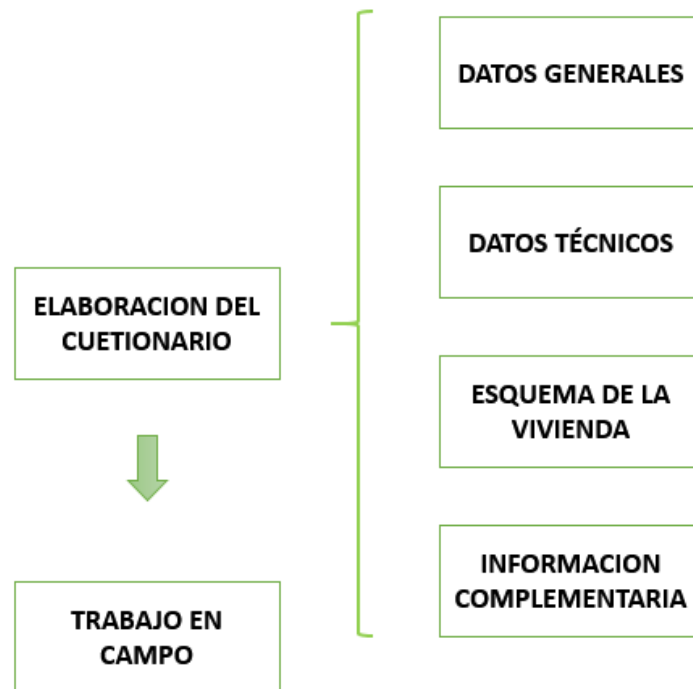 ELABORACION DEL
CUETIONARIO
TRABAJO EN
CAMPO
DATOS GENERALES
DATOS TÉCNICOS
ESQUEMA DE LA
VIVIENDA
INFORMACION
COMPLEMENTARIA